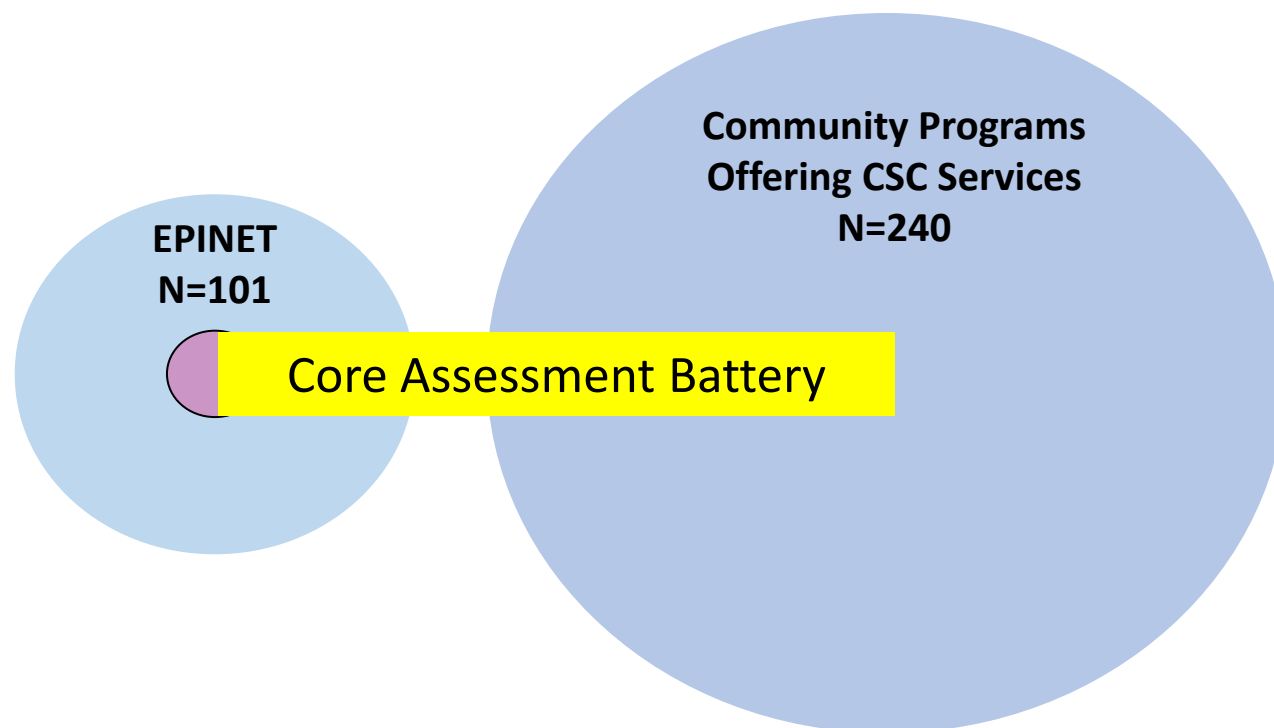 EPINET
N=101
Community Programs
Offering CSC Services
N=240
Core Assessment Battery